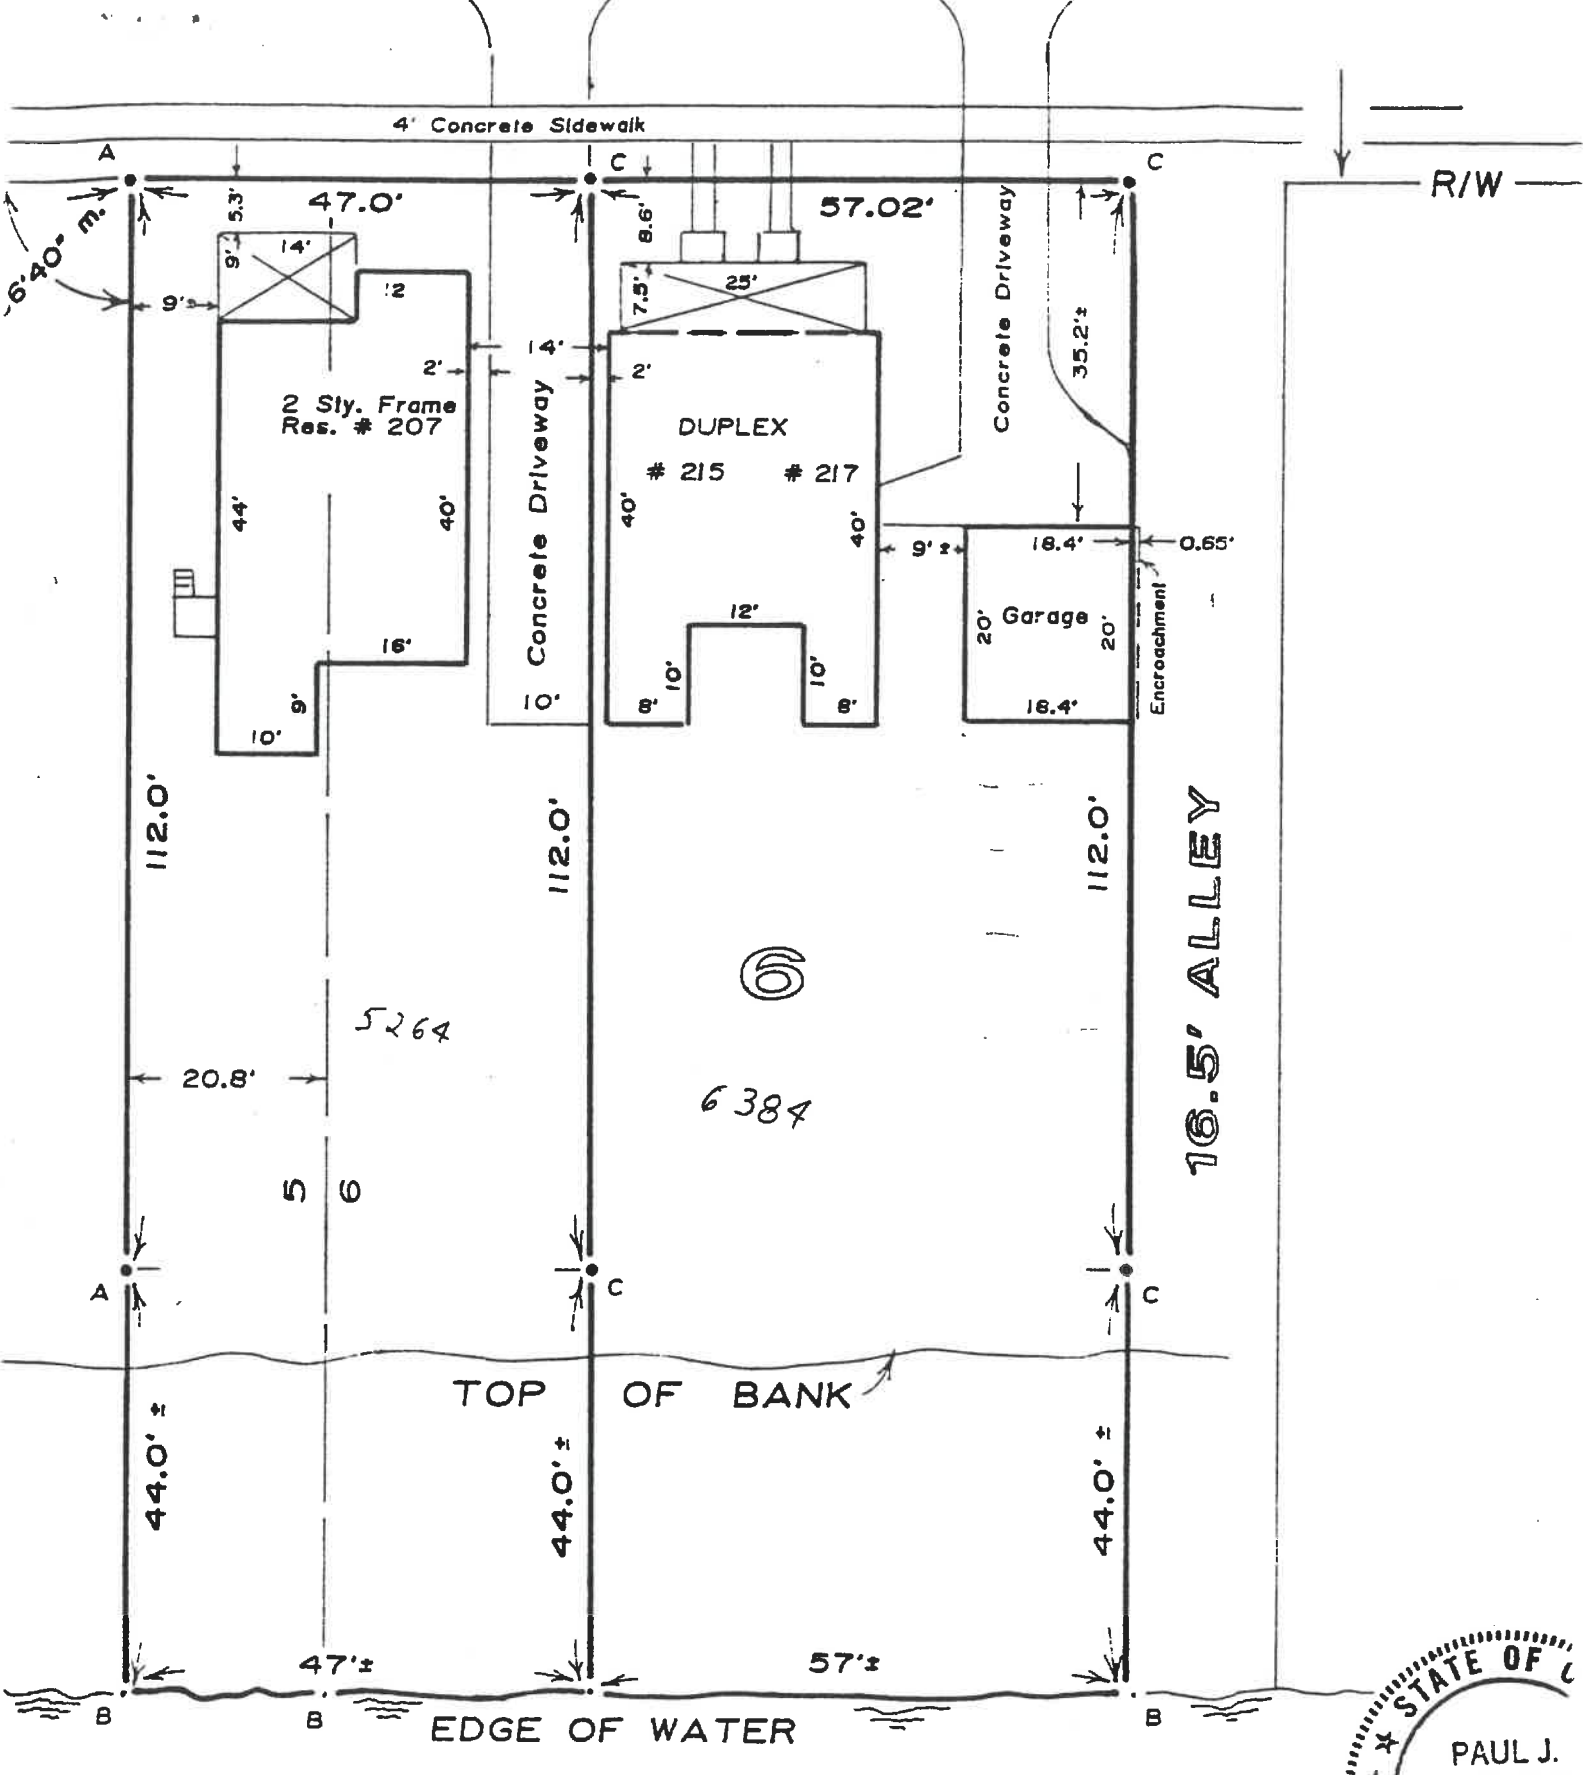 4' Concrete Sidewalk
A
C
C
R/W
47.0'
57.02'
5.3'
8.6'
6'40" m.
9'
14'
12
9'
7.5'
25'
Concrete Driveway
35.2'±
14'
2'
2'
2 Sty. Frame
Res. # 207
DUPLEX
# 215 # 217
44'
40'
Concrete Driveway
40'
40'
9'±
18.4'
0.65'
Garage
20'
20'
Encroachment
12'
16'
10'
10'
9'
10'
8'
8'
18.4'
10'
112.0'
112.0'
112.0'
16.5' ALLEY
6
5264
20.8'
6384
5 6
A
C
C
TOP OF BANK
44.0' ±
44.0' ±
44.0' ±
47'±
57'±
B
B
B
EDGE OF WATER
STATE OF
PAUL J.